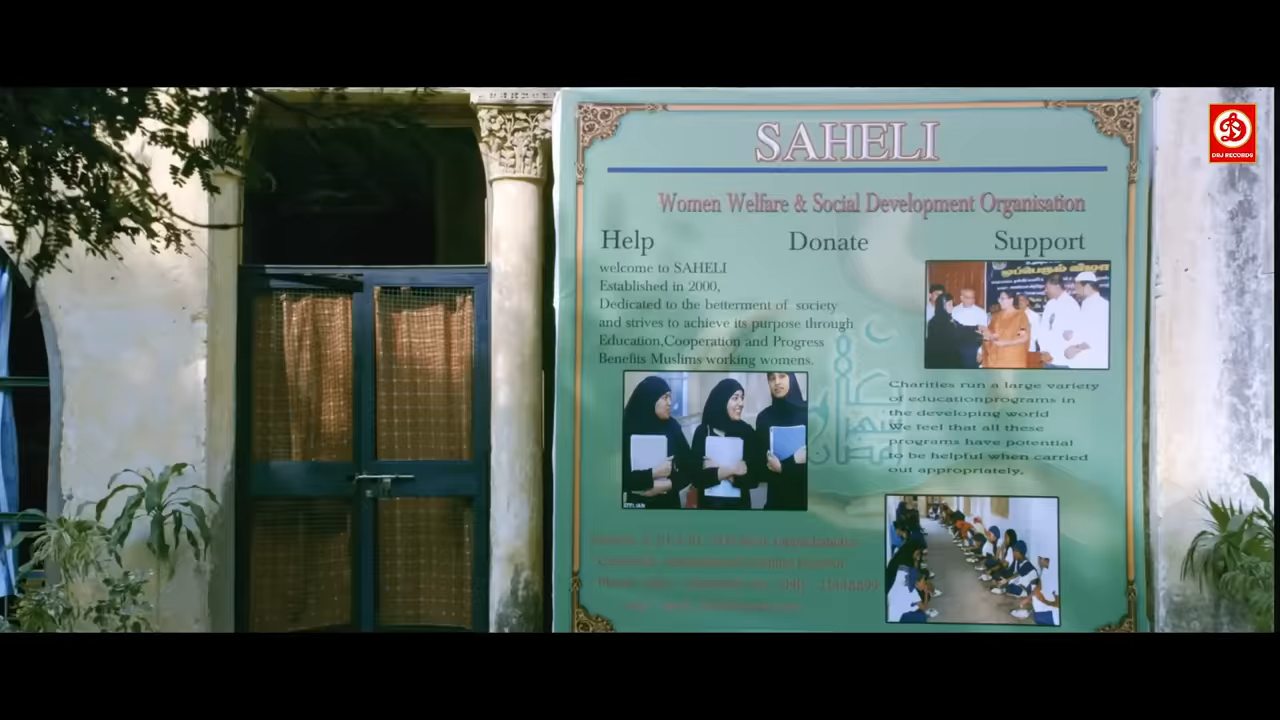 SAHELI
Women Welfare & Social Development Organisation
Help Donate Support
welcome to SAHELI
Established in 2000,
Dedicated to the betterment of society
and strives to achieve its purpose through
Education,Cooperation and Progress
Benefits Muslims working womens.
முப்பெரும் விழா
Charities run a large variety
of educationprograms in
the developing world
We feel that all these
programs have potential
to be helpful when carried
out appropriately,
DRJ RECORDS